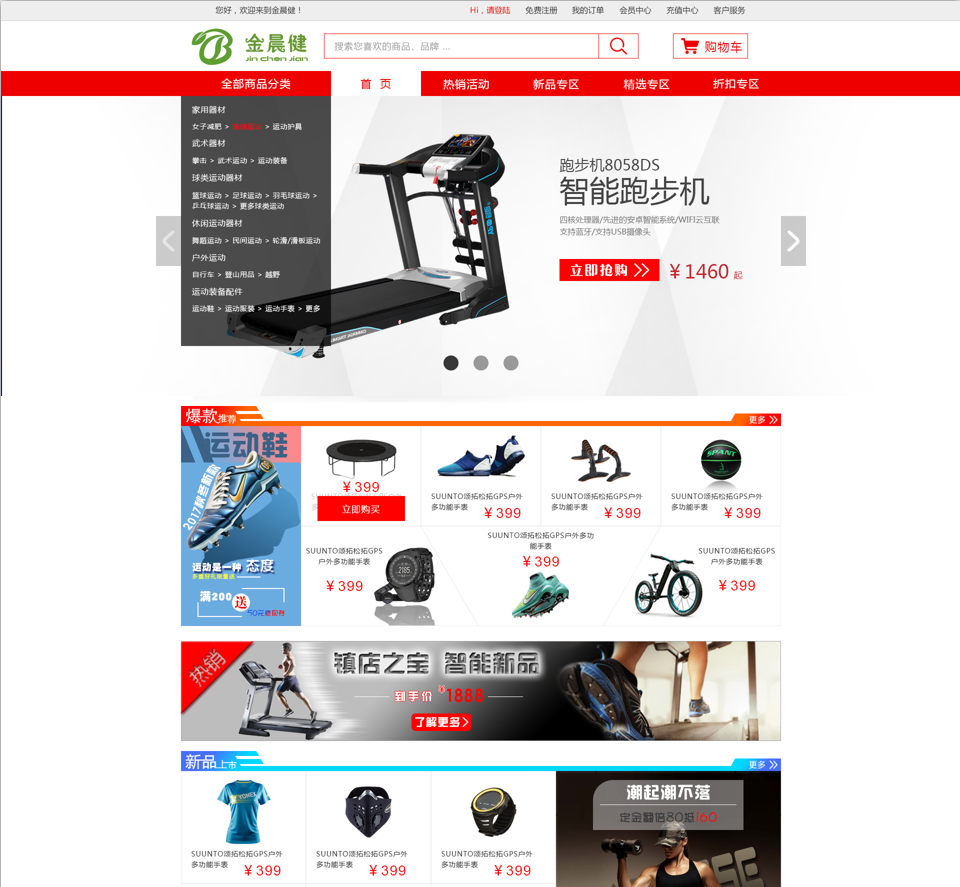 您好，欢迎来到金晨健！
Hi，请登陆 免费注册 我的订单 会员中心 充值中心 客户服务
金晨健
jin chen jian
搜索您喜欢的商品、品牌 ...
购物车
全部商品分类 首 页 热销活动 新品专区 精选专区 折扣专区
家用器材
女子减肥 > > 运动护具
武术器材
拳击 > 武术运动 > 运动装备
球类运动器材
篮球运动 > 足球运动 > 羽毛球运动 >
乒乓球运动 > 更多球类运动
休闲运动器材
舞蹈运动 > 民间运动 > 轮滑/滑板运动
户外运动
自行车 > 登山用品 > 越野
运动装备配件
运动鞋 > 运动服装 > 运动手表 > 更多
跑步机8058DS
智能跑步机
四核处理器/先进的安卓智能系统/WIFI云互联
支持蓝牙/支持USB摄像头
立即抢购
￥1460 起
爆款推荐
更多
运动鞋
2017秋冬新款
运动是一种 态度
多重好礼刚重送
满200 送
50元优惠券
￥399
立即购买
SUUNTO颂拓松拓GPS户外
多功能手表
￥399
SUUNTO颂拓松拓GPS户外
多功能手表
￥399
SPANT
SUUNTO颂拓松拓GPS户外
多功能手表
￥399
SUUNTO颂拓松拓GPS
户外多功能手表
￥399
SUUNTO颂拓松拓GPS户外多功
能手表
￥399
SUUNTO颂拓松拓GPS
户外多功能手表
￥399
热销
镇店之宝 智能新品
到手价 ￥1888
了解更多>
新品上市
更多
YONEX
SUUNTO颂拓松拓GPS户外
多功能手表
￥399
SUUNTO颂拓松拓GPS户外
多功能手表
￥399
SUUNTO颂拓松拓GPS户外
多功能手表
￥399
潮起潮不落
定金翻倍80抵160